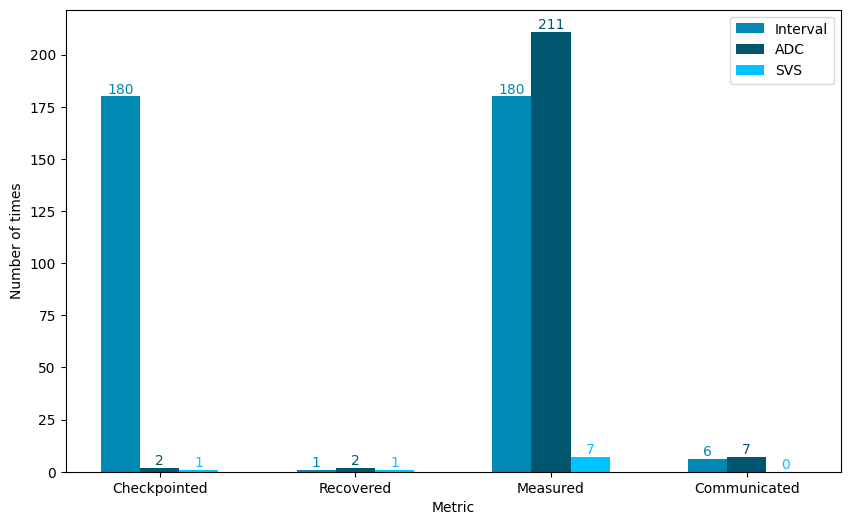 Interval
ADC
SVS
Number of times
200
175
150
125
100
75
50
25
0
180
2
1
1
2
1
180
211
7
6
7
0
Checkpointed
Recovered
Measured
Communicated
Metric